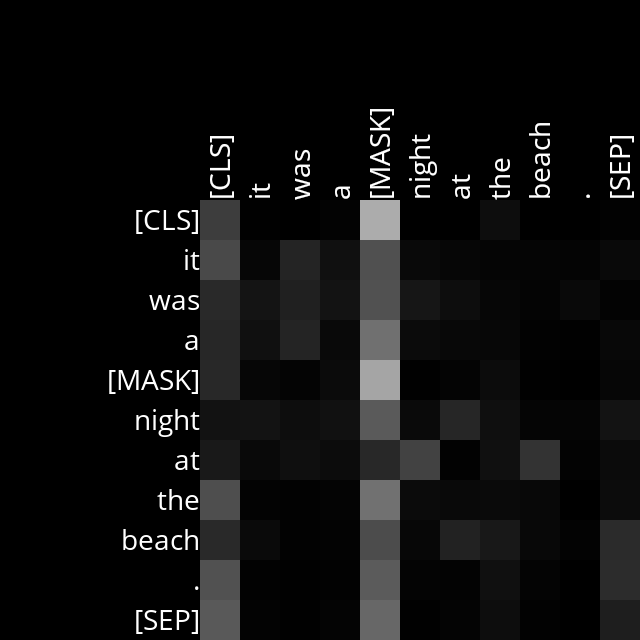 [CLS] it was a [MASK] night at the beach . [SEP]
[CLS]
it
was
a
[MASK]
night
at
the
beach
.
[SEP]